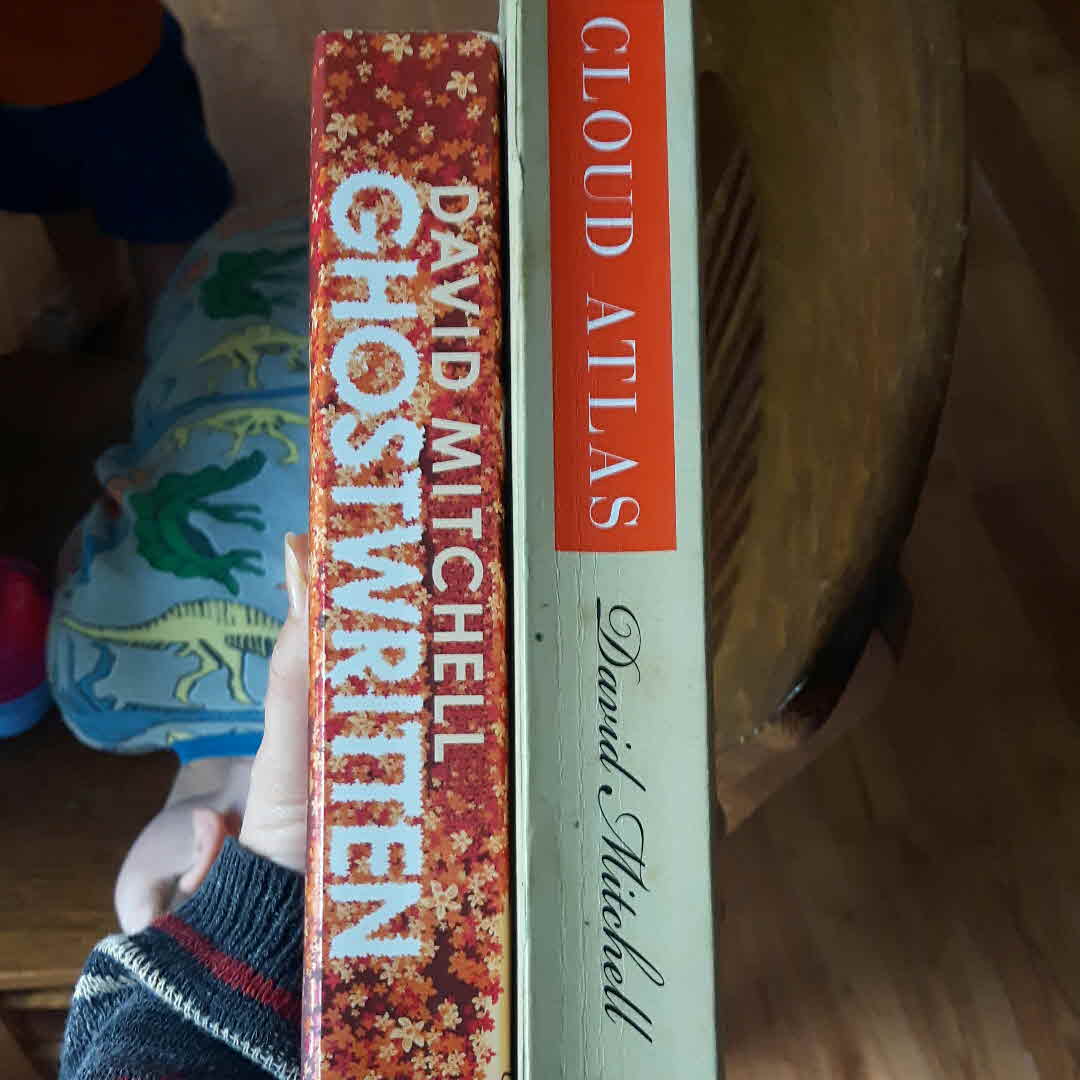 DAVID MITCHELL
GHOSTWRITTEN
CLOUD ATLAS
David Mitchell